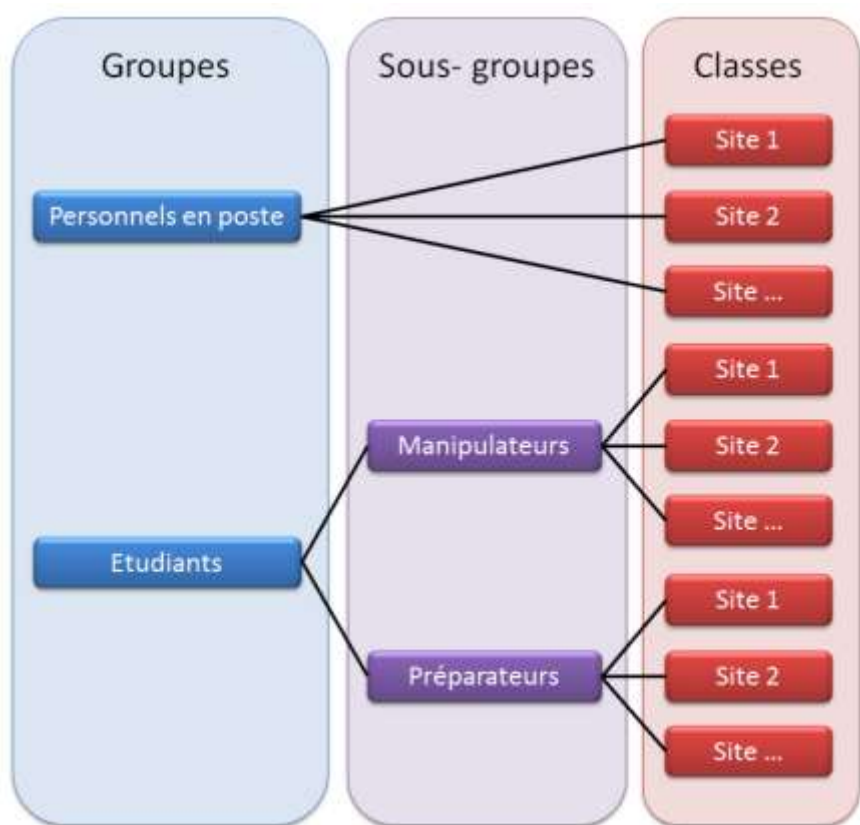 Groupes
Sous- groupes
Classes
Personnels en poste
Site 1
Site 2
Site ...
Etudiants
Manipulateurs
Site 1
Site 2
Site ...
Préparateurs
Site 1
Site 2
Site ...